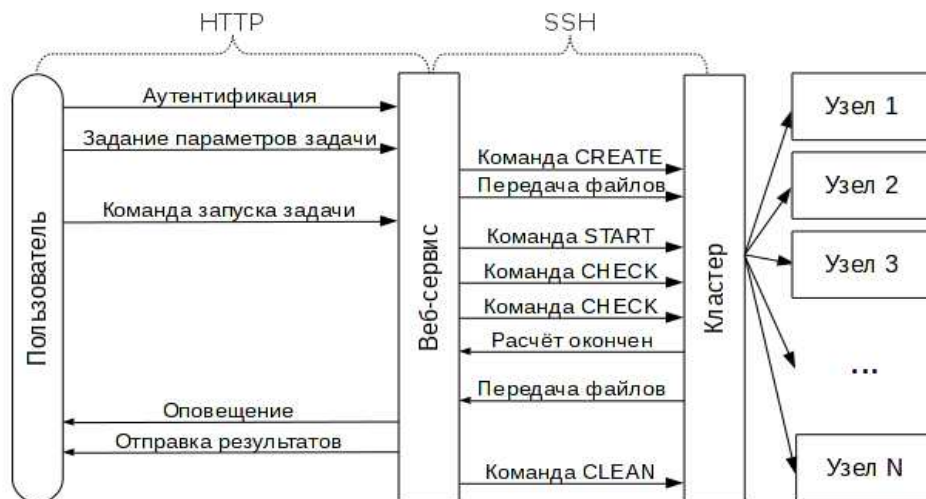 HTTP
SSH
Аутентификация
Задание параметров задачи
Команда CREATE
Передача файлов
Команда запуска задачи
Команда START
Команда CHECK
Команда CHECK
Расчёт окончен
Передача файлов
Оповещение
Отправка результатов
Команда CLEAN
Пользователь
Веб-сервис
Кластер
Узел 1
Узел 2
Узел 3
...
Узел N